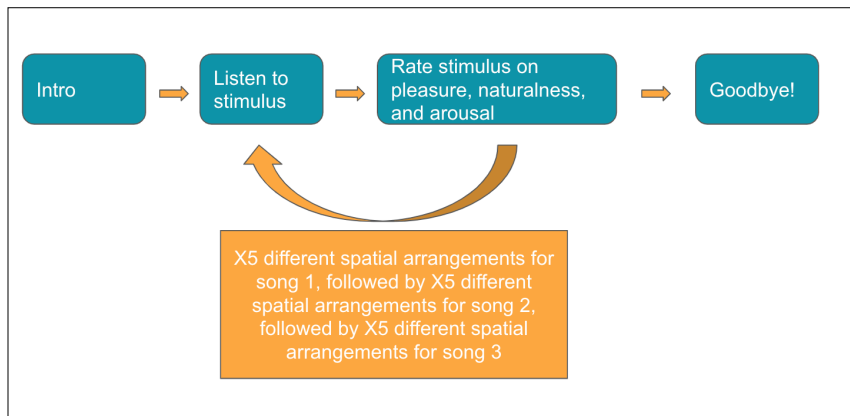 Intro
Listen to
stimulus
Rate stimulus on
pleasure, naturalness,
and arousal
Goodbye!
X5 different spatial arrangements for
song 1, followed by X5 different
spatial arrangements for song 2,
followed by X5 different spatial
arrangements for song 3